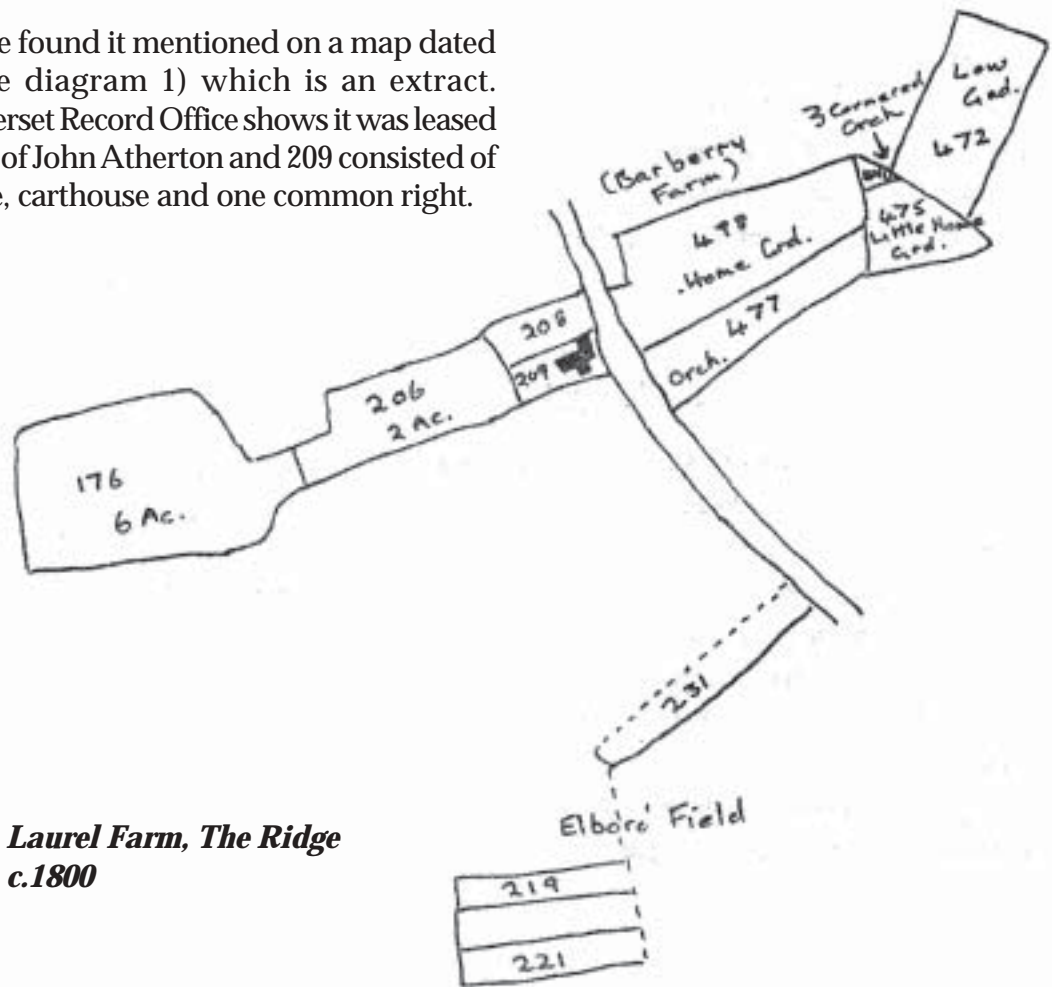 e found it mentioned on a map dated
e diagram 1) which is an extract.
erset Record Office shows it was leased
of John Atherton and 209 consisted of
e, carthouse and one common right.
Low
Grd.
472
3 Cornered
Orch
(Barberry
Farm)
475
Little Home
Grd.
Home Grd.
477
Orch.
208
209
206
2 Ac.
176
6 Ac.
231
Elboro' Field
219
221
Laurel Farm, The Ridge
c.1800